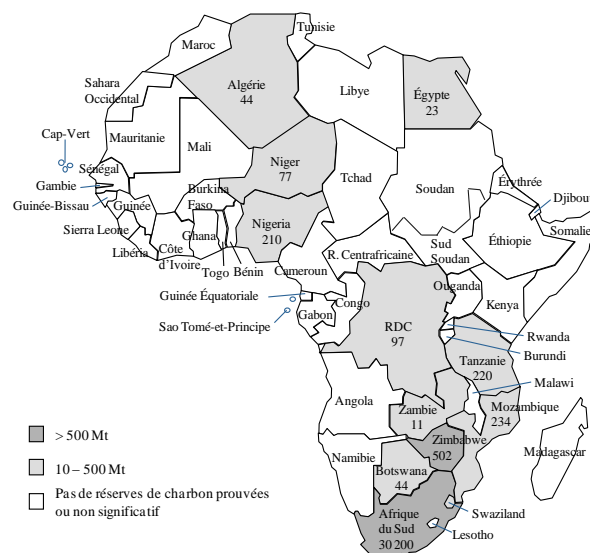 Tunisie
Maroc
Algérie
44
Libye
Égypte
23
Sahara
Occidental
Cap-Vert
Mauritanie
Mali
Niger
77
Tchad
Soudan
Érythrée
Djibouti
Sénégal
Gambie
Guinée-Bissau
Guinée
Burkina
Faso
Nigeria
210
Somalie
Sierra Leone
Libéria
Côte
d'Ivoire
Ghana
Togo
Bénin
Cameroun
R. Centrafricaine
Sud
Soudan
Éthiopie
Ouganda
Kenya
Guinée Équatoriale
Sao Tomé-et-Principe
Gabon
Congo
RDC
97
Rwanda
Burundi
Tanzanie
220
Malawi
Angola
Zambie
11
Mozambique
234
Zimbabwe
502
Madagascar
Namibie
Botswana
44
Swaziland
Lesotho
Afrique
du Sud
30 200
> 500 Mt
10 – 500 Mt
Pas de réserves de charbon prouvées
ou non significatif